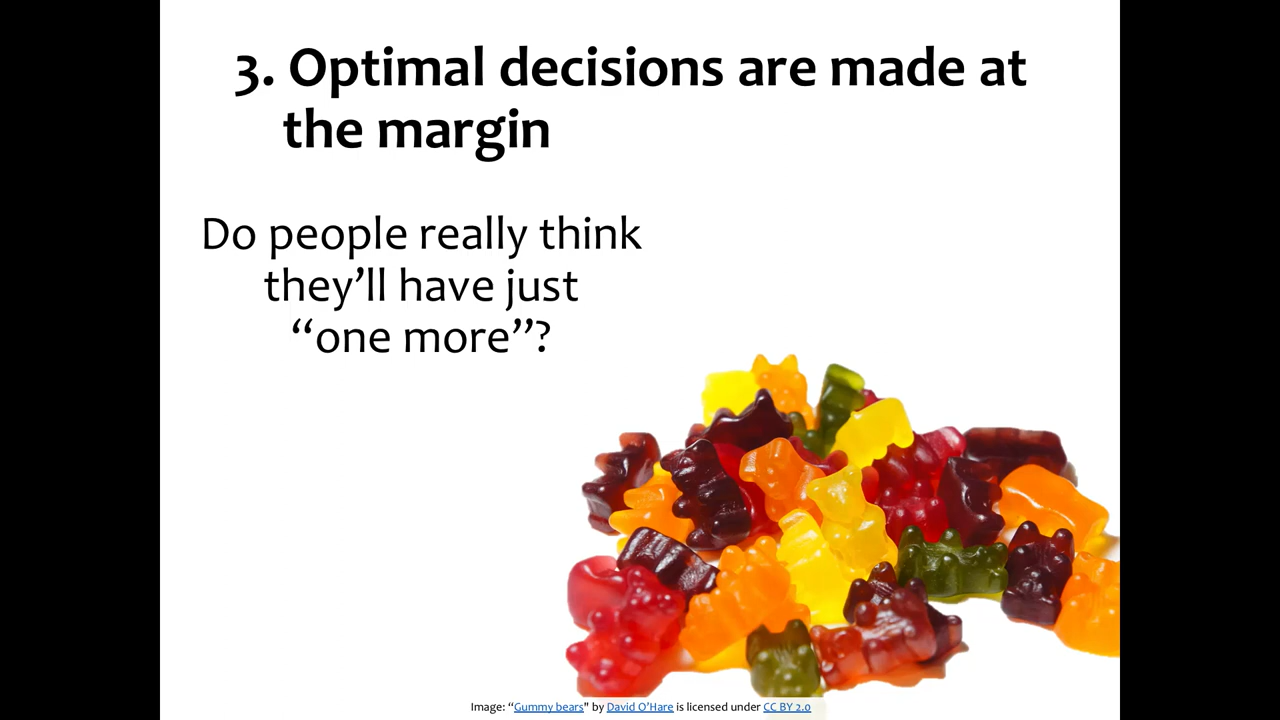 3. Optimal decisions are made at
the margin
Do people really think
they’ll have just
“one more”?
Image: “Gummy bears" by David O’Hare is licensed under CC BY 2.0